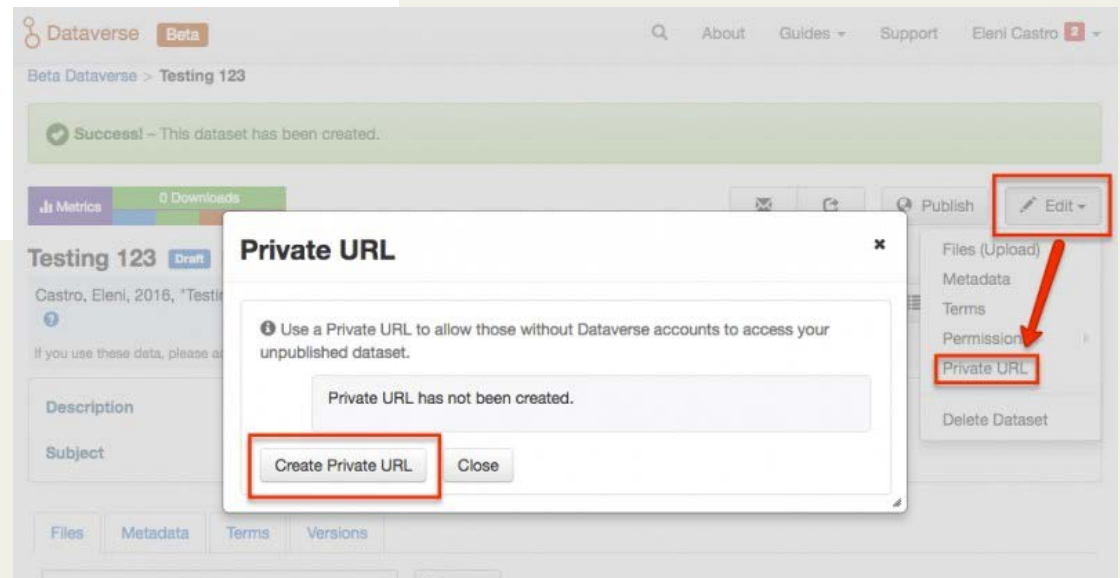 Dataverse Beta About Guides Support Eleni Castro 2
Beta Dataverse > Testing 123
Success! – This dataset has been created.
Metrics 0 Downloads Publish Edit
Testing 123 Draft
Private URL
Files (Upload)
Metadata
Terms
Permission
Private URL
Delete Dataset
Castro, Eleni, 2016, "Testin
If you use these data, please a
Use a Private URL to allow those without Dataverse accounts to access your
unpublished dataset.
Private URL has not been created.
Create Private URL Close
Description
Subject
Files Metadata Terms Versions